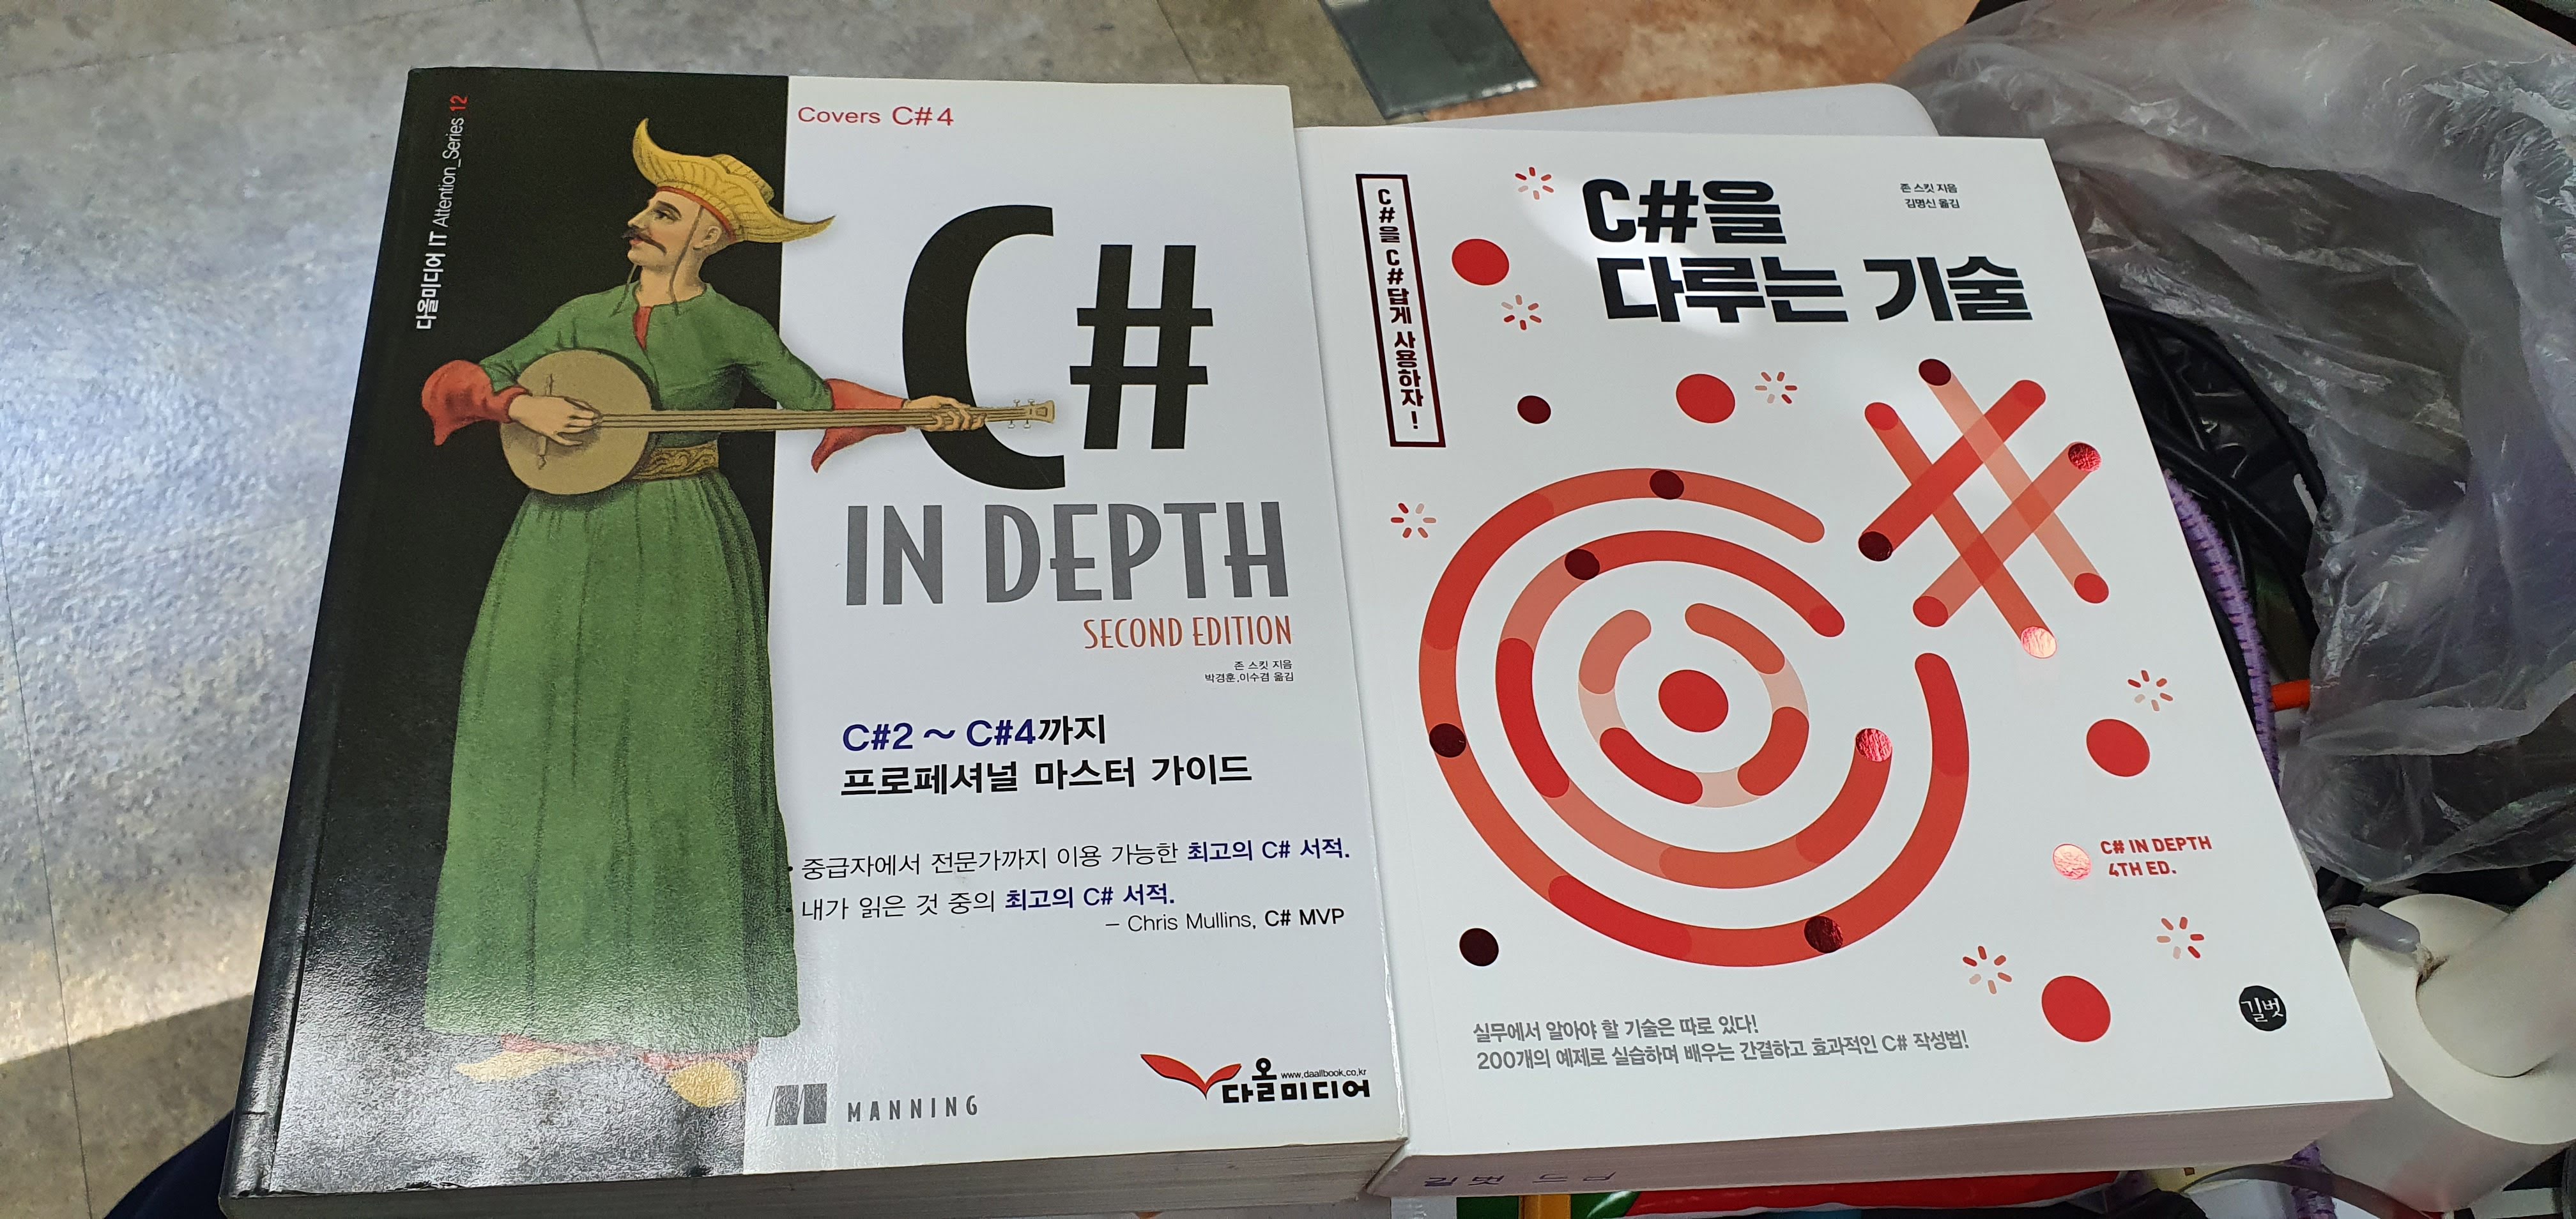 다올미디어 IT Attention_Series 12
Covers C#4
C#
IN DEPTH
SECOND EDITION
존 스킷 지음
박경훈,이수겸 옮김
C#2 ~ C#4까지
프로페셔널 마스터 가이드
• 중급자에서 전문가까지 이용 가능한 최고의 C# 서적.
• 내가 읽은 것 중의 최고의 C# 서적.
– Chris Mullins, C# MVP
MANNING
www.daallbook.co.kr
다올미디어
C#을 C#답게 사용하자!
C#을
다루는 기술
존 스킷 지음
김명신 옮김
C# IN DEPTH
4TH ED.
길벗
실무에서 알아야 할 기술은 따로 있다!
200개의 예제로 실습하며 배우는 간결하고 효과적인 C# 작성법!